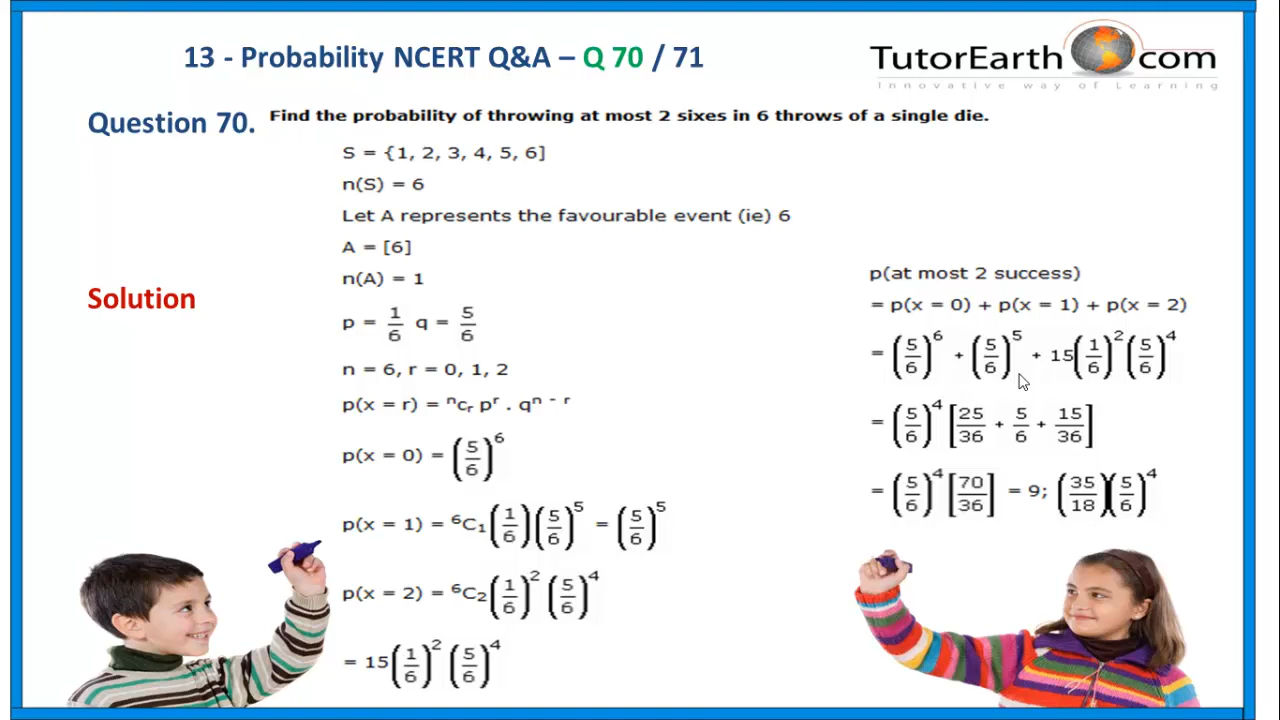 13 - Probability NCERT Q&A – Q 70 / 71
TutorEarth.com
Innovative way of Learning
Question 70. Find the probability of throwing at most 2 sixes in 6 throws of a single die.
S = {1, 2, 3, 4, 5, 6]
n(S) = 6
Let A represents the favourable event (ie) 6
A = [6]
n(A) = 1
Solution
p = 1/6 q = 5/6
n = 6, r = 0, 1, 2
p(x = r) = ⁿcᵣ pʳ . qⁿ ⁻ ʳ
p(x = 0) = (5/6)⁶
p(x = 1) = ⁶C₁(1/6)(5/6)⁵ = (5/6)⁵
p(x = 2) = ⁶C₂(1/6)²(5/6)⁴
= 15(1/6)²(5/6)⁴
p(at most 2 success)
= p(x = 0) + p(x = 1) + p(x = 2)
= (5/6)⁶ + (5/6)⁵ + 15(1/6)²(5/6)⁴
= (5/6)⁴[25/36 + 5/6 + 15/36]
= (5/6)⁴[70/36] = 9; (35/18)(5/6)⁴